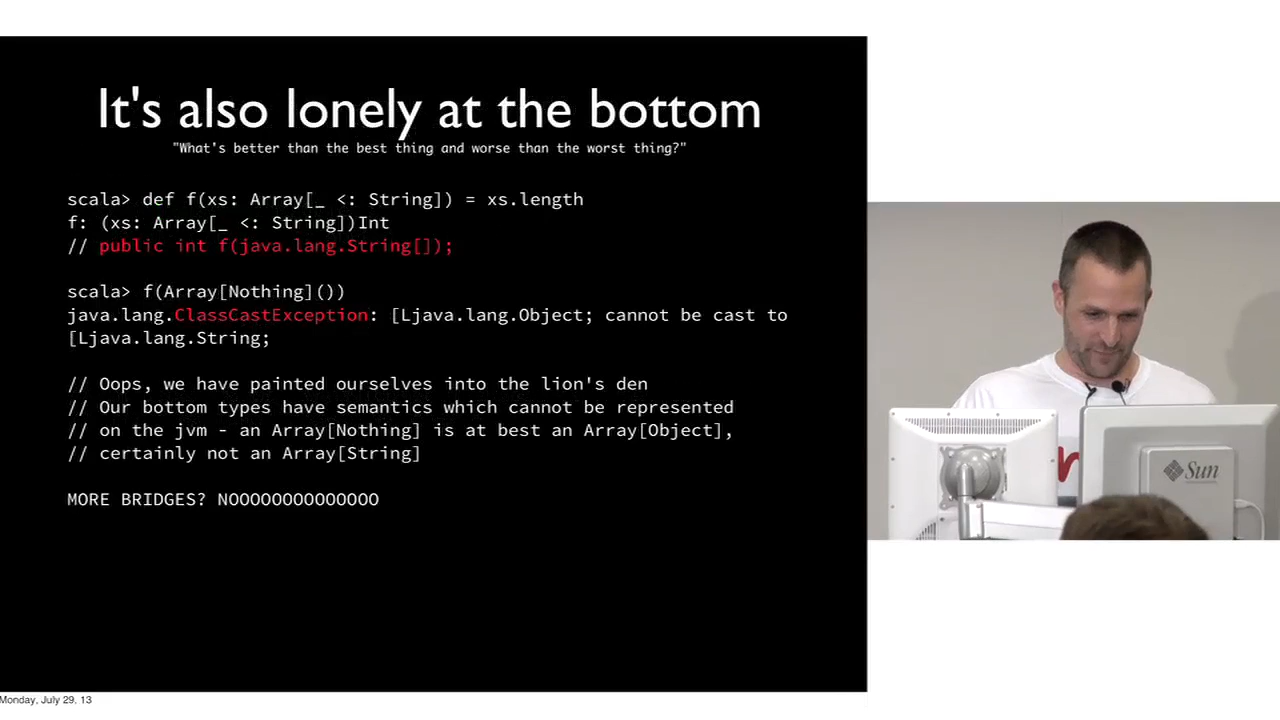 It's also lonely at the bottom
"What's better than the best thing and worse than the worst thing?"
scala> def f(xs: Array[_ <: String]) = xs.length
f: (xs: Array[_ <: String])Int
// public int f(java.lang.String[]);
scala> f(Array[Nothing]())
java.lang.ClassCastException: [Ljava.lang.Object; cannot be cast to
[Ljava.lang.String;
// Oops, we have painted ourselves into the lion's den
// Our bottom types have semantics which cannot be represented
// on the jvm - an Array[Nothing] is at best an Array[Object],
// certainly not an Array[String]
MORE BRIDGES? NOOOOOOOOOOOOOO
Sun
Monday, July 29, 13